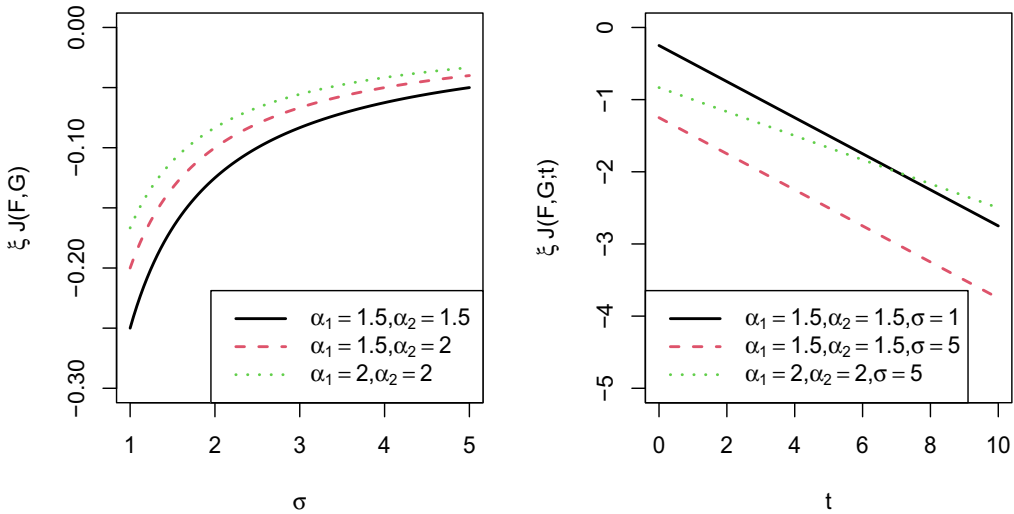 0.00
−0.10
−0.20
−0.30
ξ J(F,G)
1 2 3 4 5
σ
α₁ = 1.5,α₂ = 1.5
α₁ = 1.5,α₂ = 2
α₁ = 2,α₂ = 2
0
−1
−2
−3
−4
−5
ξ J(F,G;t)
0 2 4 6 8 10
t
α₁ = 1.5,α₂ = 1.5,σ = 1
α₁ = 1.5,α₂ = 1.5,σ = 5
α₁ = 2,α₂ = 2,σ = 5